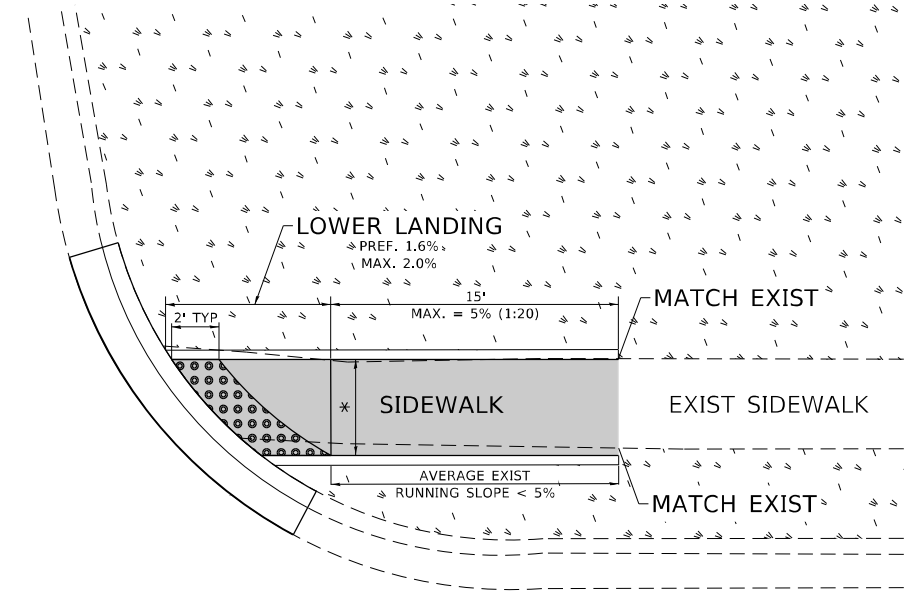 LOWER LANDING
PREF. 1.6%
MAX. 2.0%
15'
MAX. = 5% (1:20)
MATCH EXIST
2' TYP
*
SIDEWALK
EXIST SIDEWALK
AVERAGE EXIST
RUNNING SLOPE < 5%
MATCH EXIST